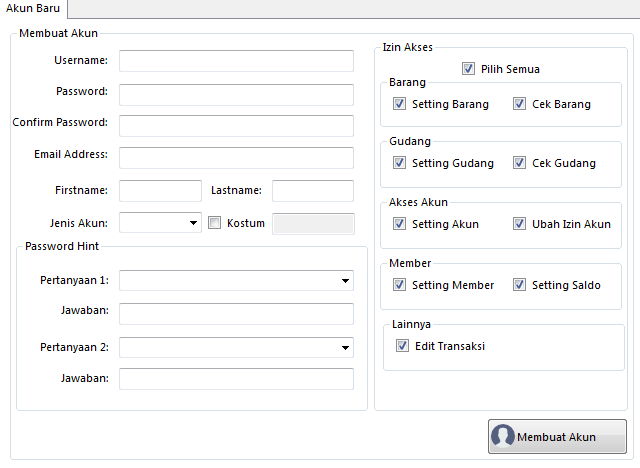 Akun Baru
Membuat Akun
Username:
Password:
Confirm Password:
Email Address:
Firstname:
Lastname:
Jenis Akun:
Kostum
Password Hint
Pertanyaan 1:
Jawaban:
Pertanyaan 2:
Jawaban:
Izin Akses
Pilih Semua
Barang
Setting Barang
Cek Barang
Gudang
Setting Gudang
Cek Gudang
Akses Akun
Setting Akun
Ubah Izin Akun
Member
Setting Member
Setting Saldo
Lainnya
Edit Transaksi
Membuat Akun